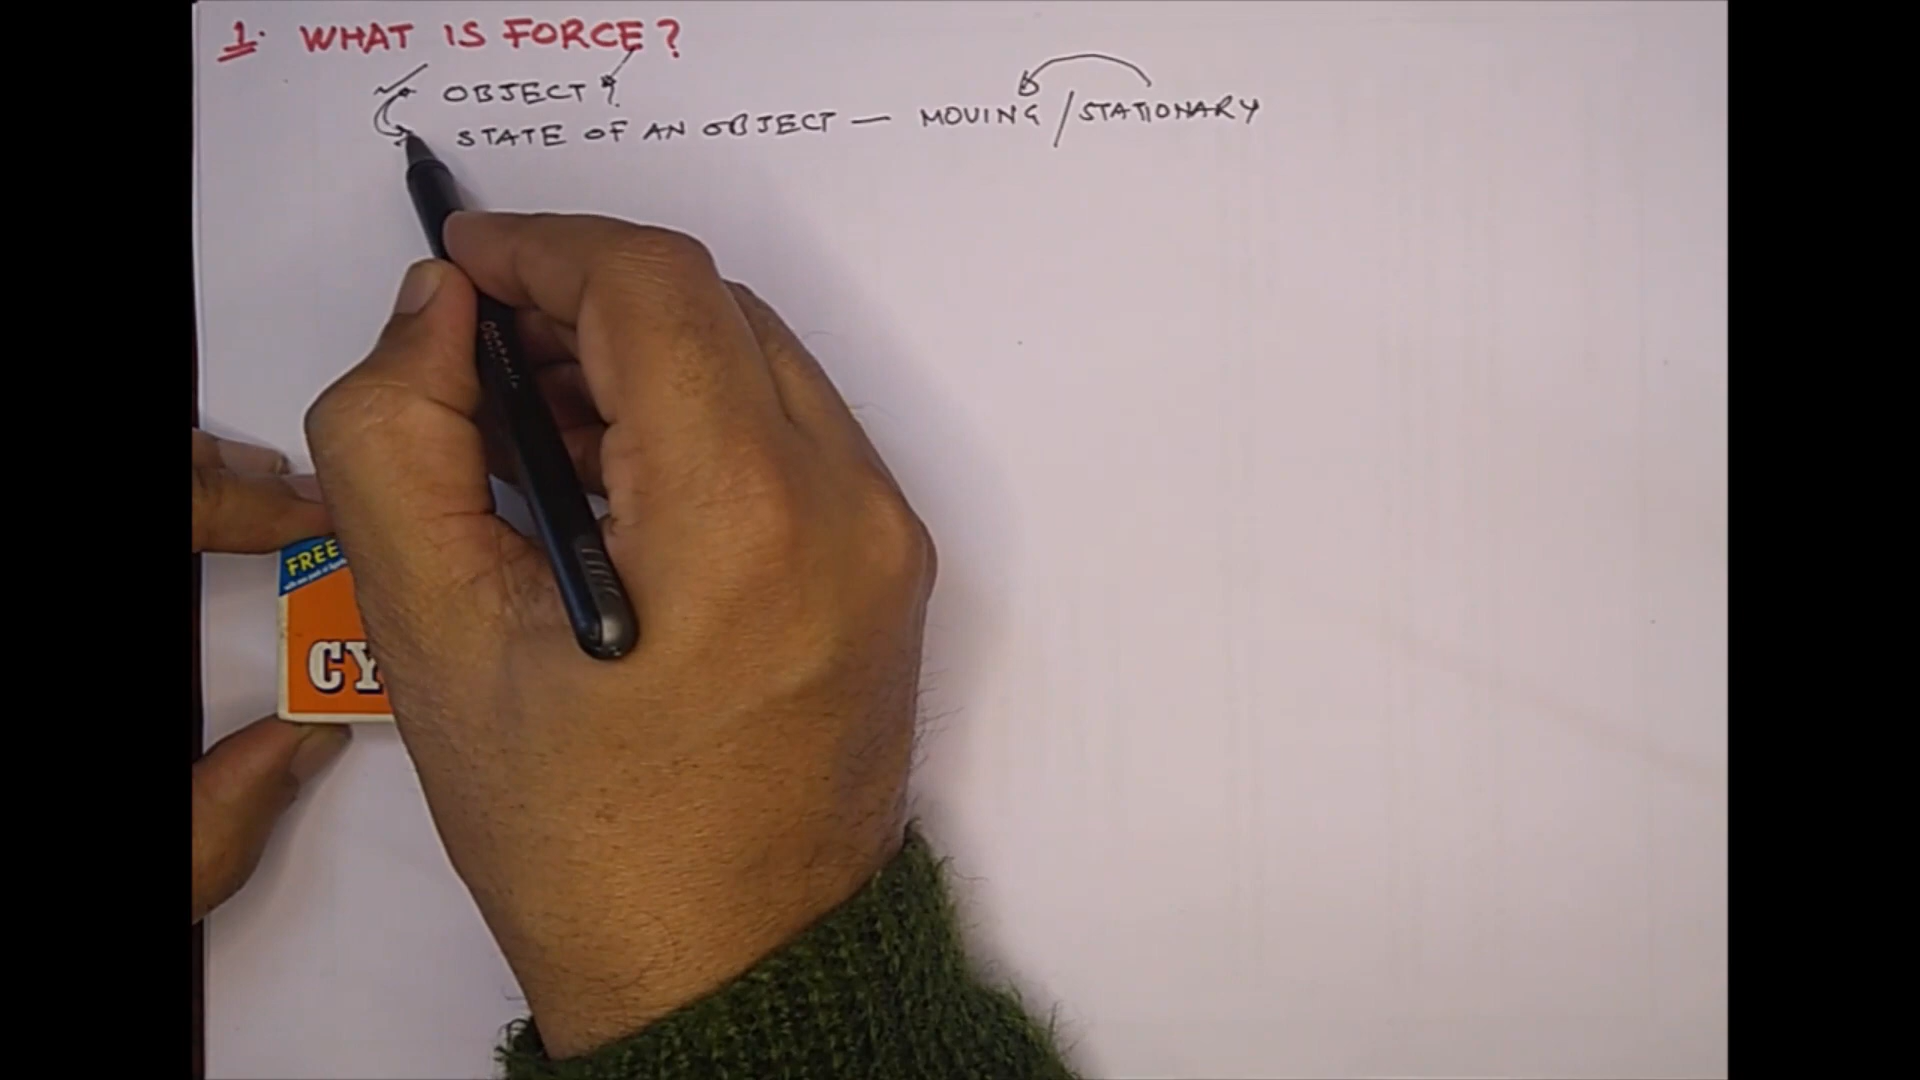 1. WHAT IS FORCE?
OBJECT?
STATE OF AN OBJECT — MOVING / STATIONARY
FREE
CY